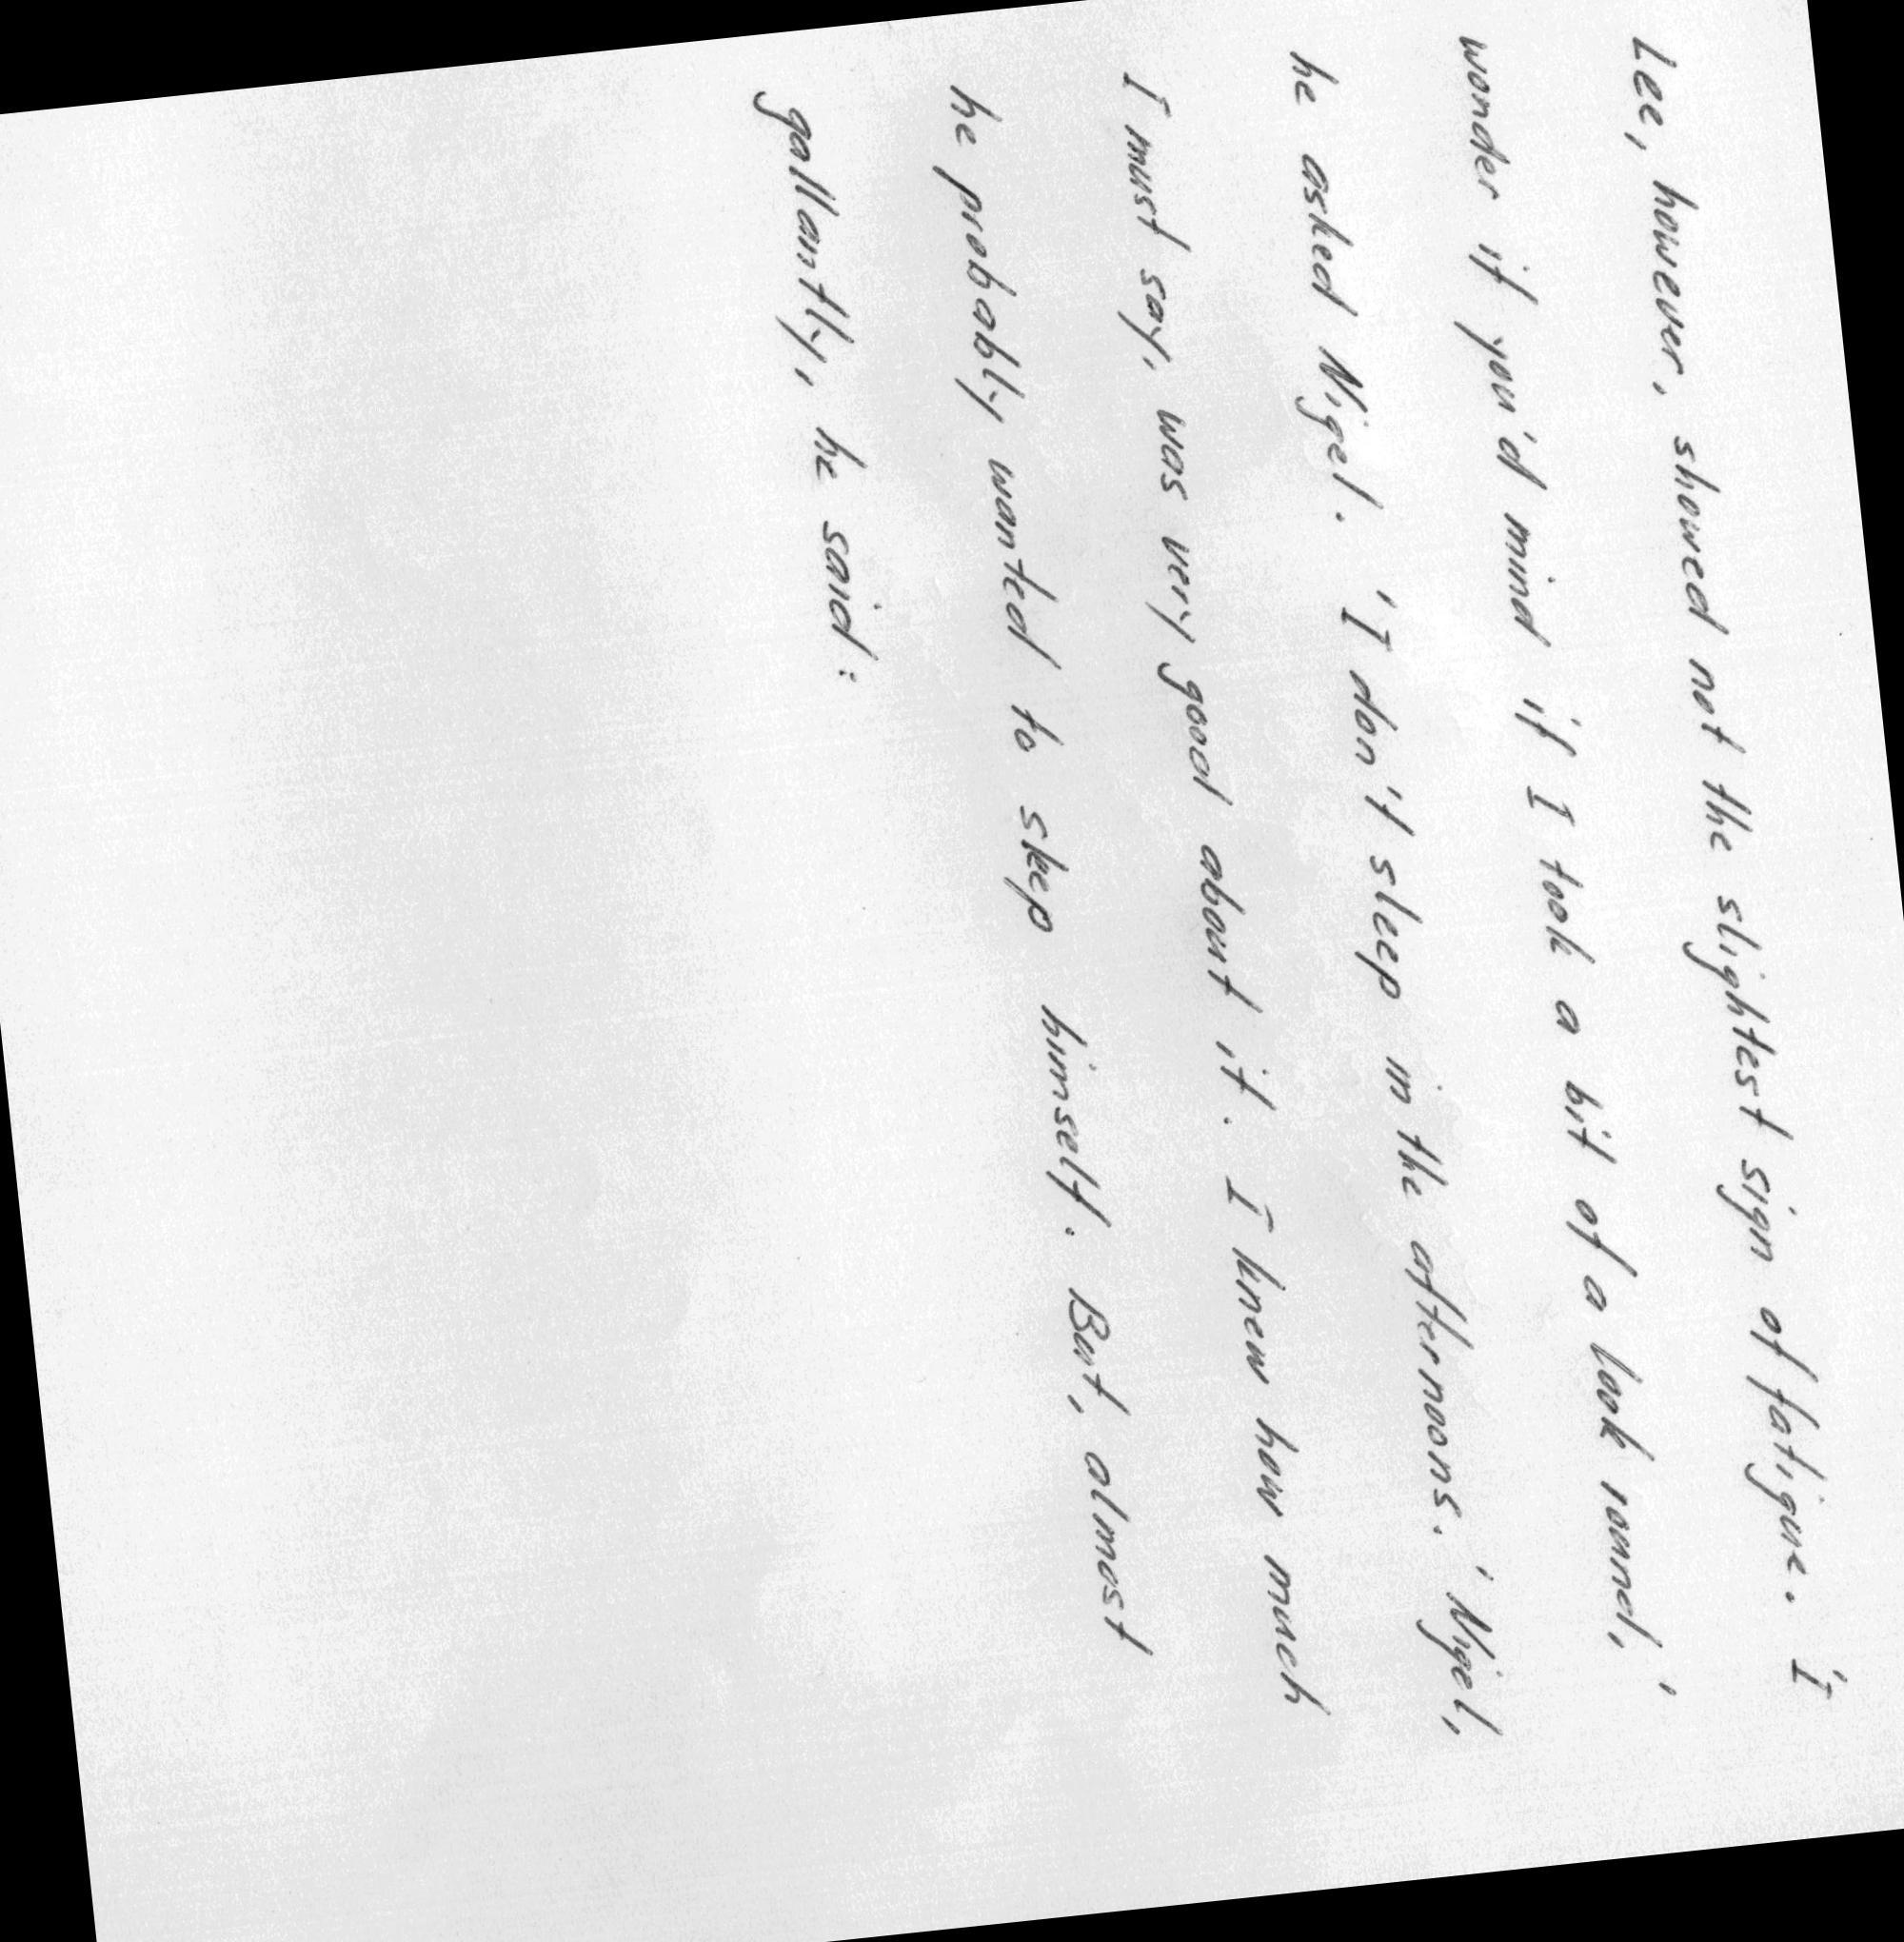 Lee, however, showed not the slightest sign of fatigue. 'I
wonder if you'd mind if I took a bit of a look round,'
he asked Nigel. 'I don't sleep in the afternoons.' Nigel,
I must say, was very good about it. I knew how much
he probably wanted to sleep himself. But, almost
gallantly, he said: